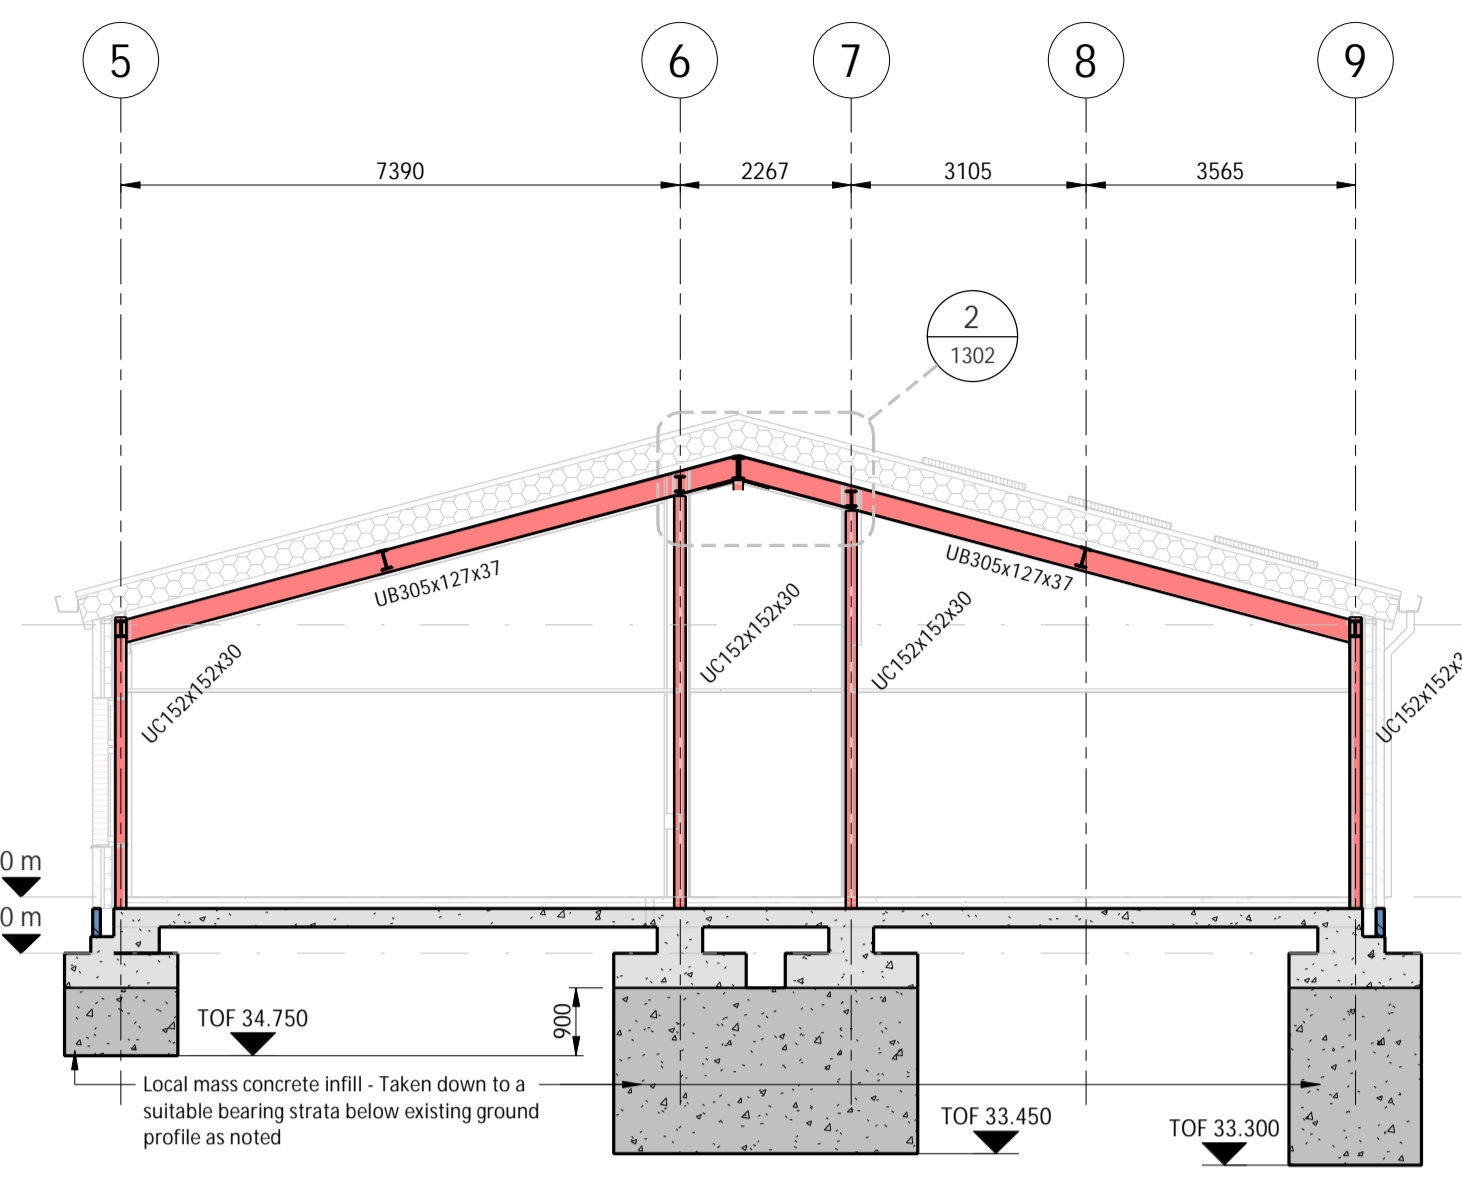 5
6
7
8
9
7390
2267
3105
3565
2
1302
UB305x127x37
UB305x127x37
UC152x152x30
UC152x152x30
UC152x152x30
UC152x152x3
0 m
0 m
TOF 34.750
900
Local mass concrete infill - Taken down to a
suitable bearing strata below existing ground
profile as noted
TOF 33.450
TOF 33.300